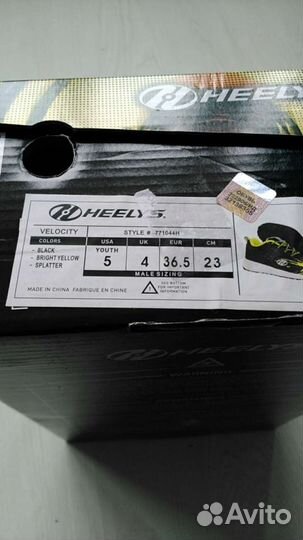 HEELYS
HEELYS.
VELOCITY
STYLE # -771044H
COLORS
- BLACK
- BRIGHT YELLOW
- SPLATTER
USA UK EUR CM
YOUTH
5 4 36.5 23
MALE SIZING
MADE IN CHINA FABRIQUE EN CHINE
SEE BOTTOM
FOR IMPORTANT
INFORMATION
WARNING
Avito